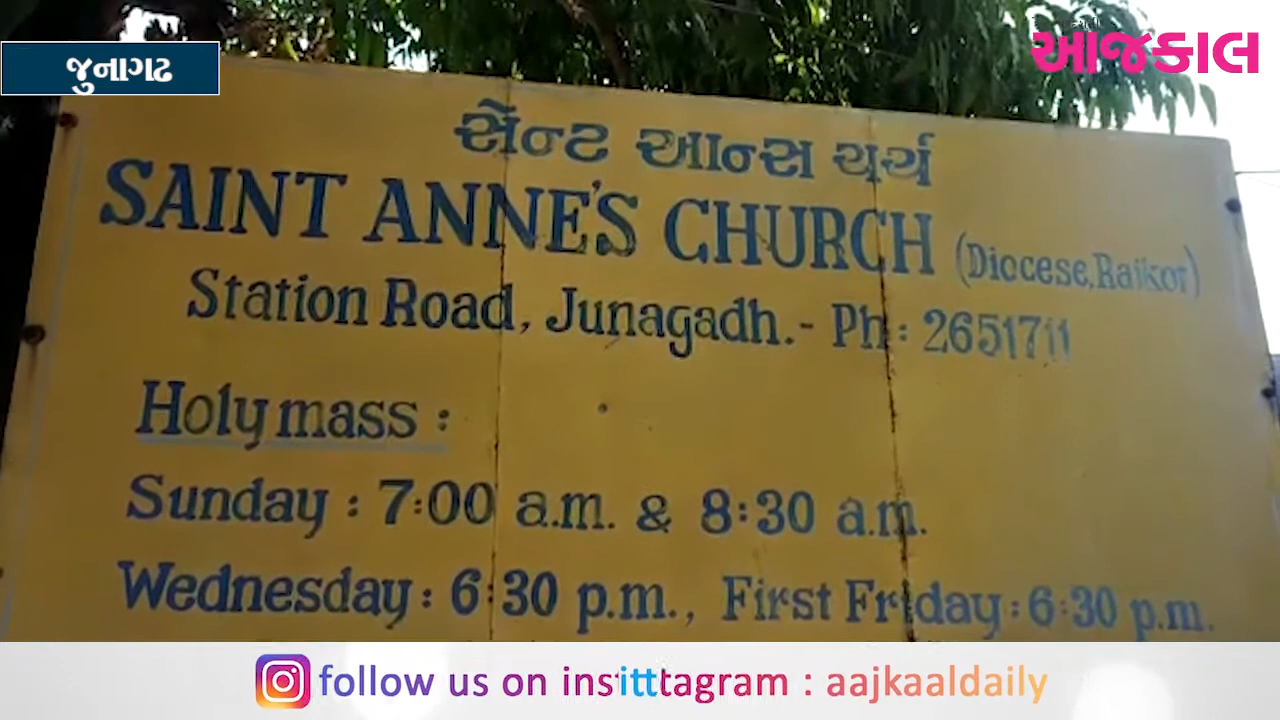 જુનાગઢ
આજકાલ
સેંન્ટ આન્સ ચર્ચ
SAINT ANNE'S CHURCH (Diocese, Rajkot)
Station Road, Junagadh.- Ph: 2651711
Holy mass :
Sunday : 7:00 a.m. & 8:30 a.m.
Wednesday : 6:30 p.m., First Friday : 6:30 p.m.
follow us on insttagram : aajkaaldaily